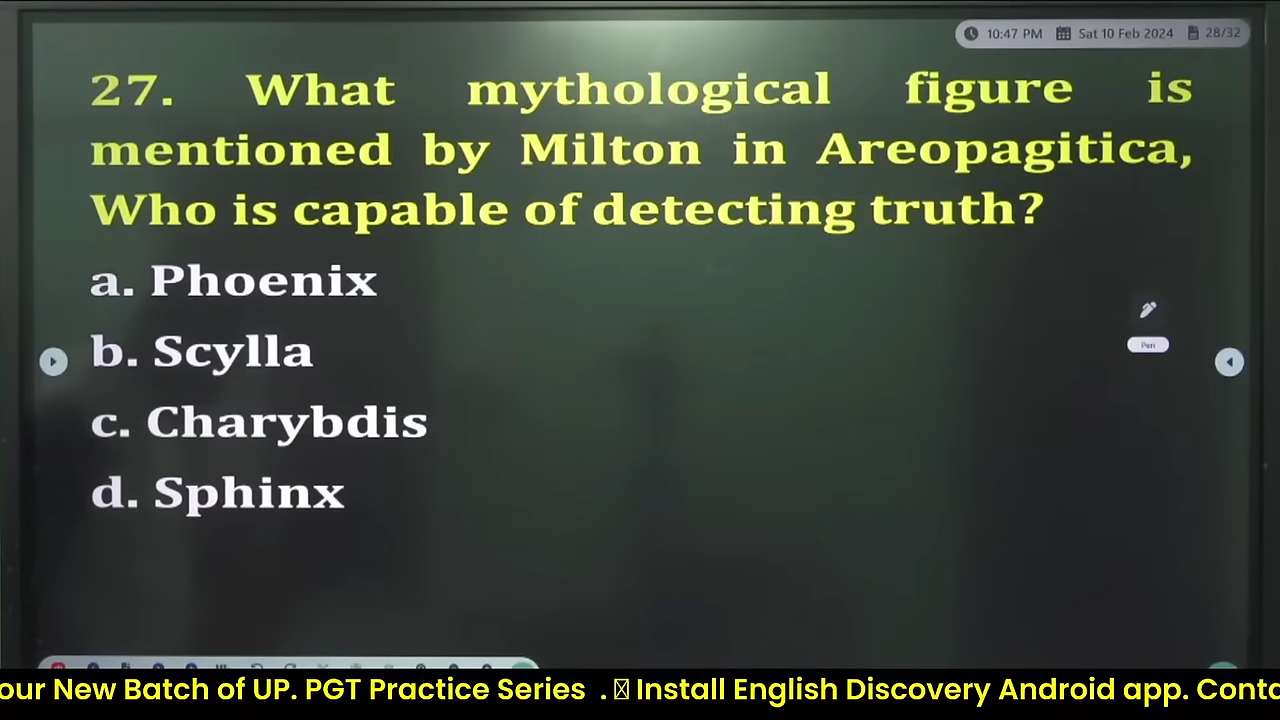 10:47 PM Sat 10 Feb 2024 28/32
27. What mythological figure is
mentioned by Milton in Areopagitica,
Who is capable of detecting truth?
a. Phoenix
b. Scylla
c. Charybdis
d. Sphinx
Pen
our New Batch of UP. PGT Practice Series . Install English Discovery Android app. Conta